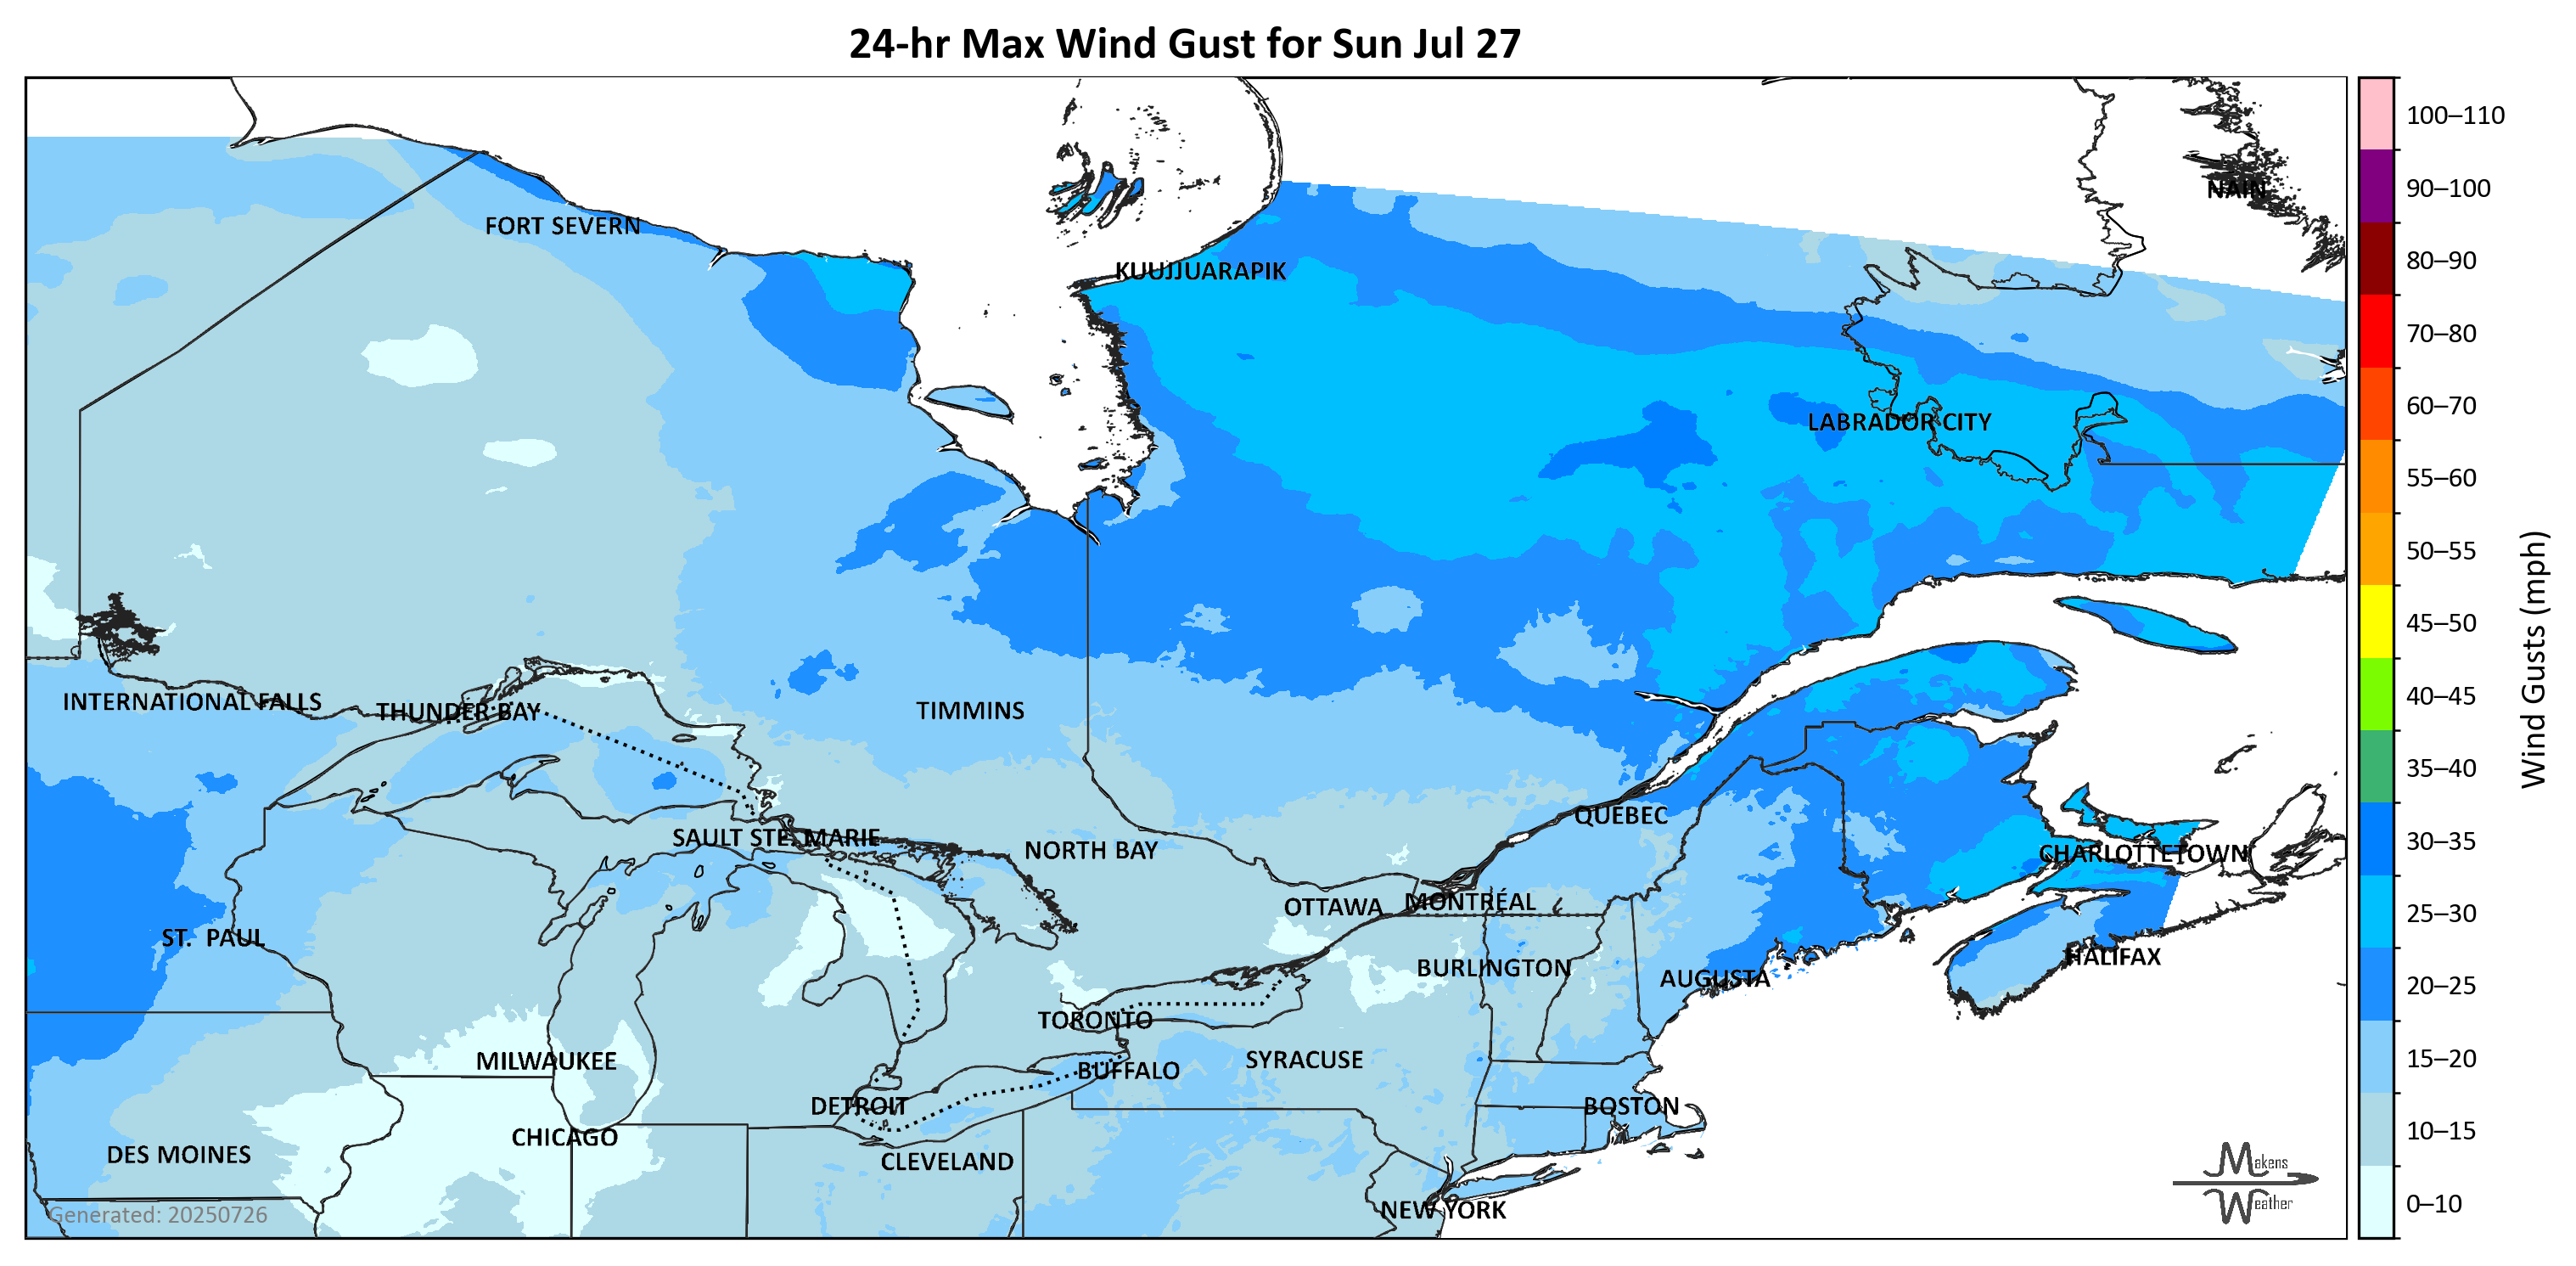 24-hr Max Wind Gust for Sun Jul 27
100–110
90–100
NAIN
FORT SEVERN
80–90
KUUJJUARAPIK
70–80
60–70
LABRADOR CITY
55–60
50–55
45–50
Wind Gusts (mph)
40–45
INTERNATIONAL FALLS
THUNDER BAY
TIMMINS
35–40
QUEBEC
30–35
SAULT STE. MARIE
NORTH BAY
CHARLOTTETOWN
OTTAWA
MONTRÉAL
25–30
ST. PAUL
HALIFAX
BURLINGTON
AUGUSTA
20–25
TORONTO
MILWAUKEE
SYRACUSE
15–20
BUFFALO
DETROIT
BOSTON
10–15
CHICAGO
DES MOINES
CLEVELAND
Makens
Weather
NEW YORK
0–10
Generated: 20250726